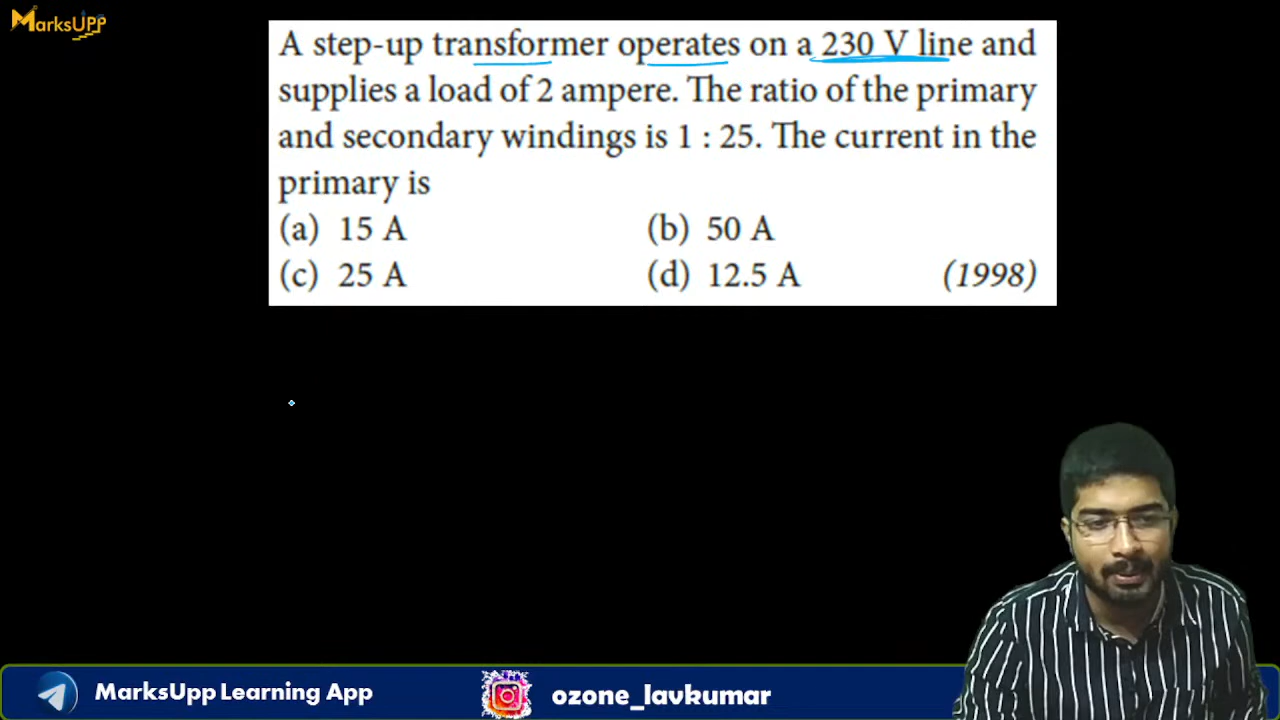 MarksUPP
A step-up transformer operates on a 230 V line and
supplies a load of 2 ampere. The ratio of the primary
and secondary windings is 1 : 25. The current in the
primary is
(a) 15 A (b) 50 A
(c) 25 A (d) 12.5 A (1998)
MarksUpp Learning App ozone_lavkumar